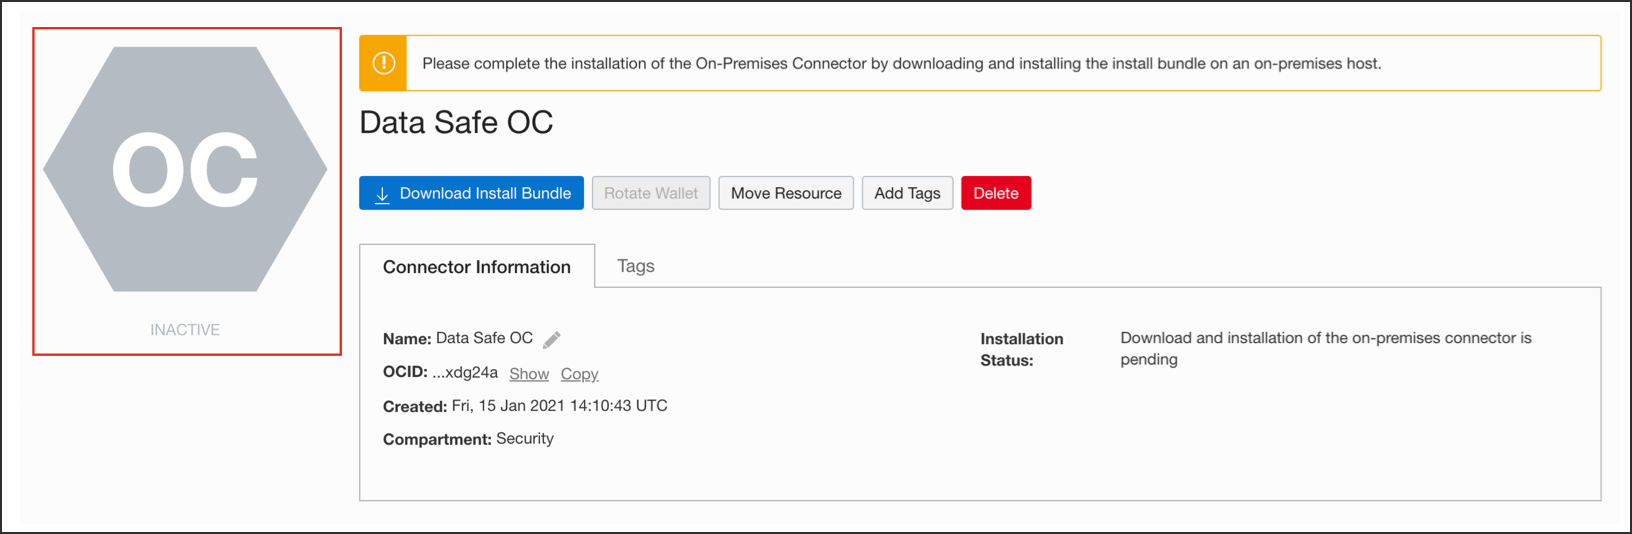 OC
INACTIVE
Please complete the installation of the On-Premises Connector by downloading and installing the install bundle on an on-premises host.
Data Safe OC
Download Install Bundle
Rotate Wallet
Move Resource
Add Tags
Delete
Connector Information
Tags
Name: Data Safe OC
OCID: ...xdg24a Show Copy
Created: Fri, 15 Jan 2021 14:10:43 UTC
Compartment: Security
Installation
Status:
Download and installation of the on-premises connector is
pending